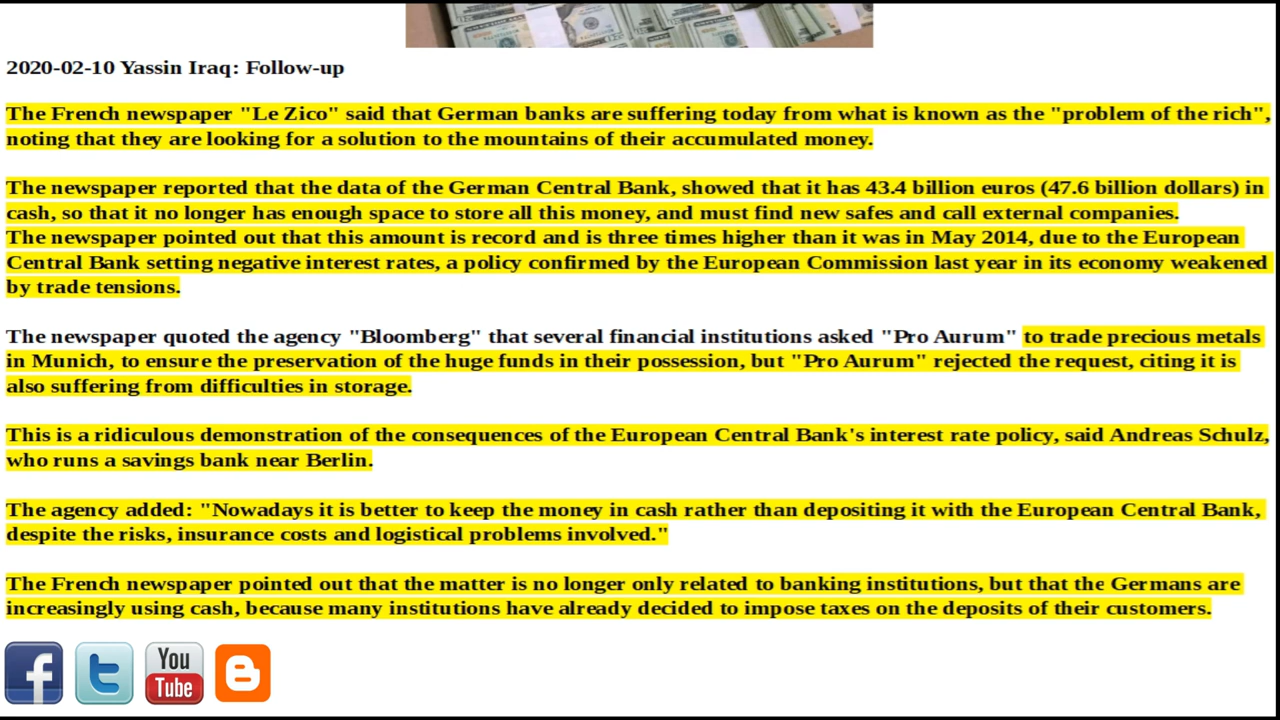 2020-02-10 Yassin Iraq: Follow-up
The French newspaper "Le Zico" said that German banks are suffering today from what is known as the "problem of the rich",
noting that they are looking for a solution to the mountains of their accumulated money.
The newspaper reported that the data of the German Central Bank, showed that it has 43.4 billion euros (47.6 billion dollars) in
cash, so that it no longer has enough space to store all this money, and must find new safes and call external companies.
The newspaper pointed out that this amount is record and is three times higher than it was in May 2014, due to the European
Central Bank setting negative interest rates, a policy confirmed by the European Commission last year in its economy weakened
by trade tensions.
The newspaper quoted the agency "Bloomberg" that several financial institutions asked "Pro Aurum" to trade precious metals
in Munich, to ensure the preservation of the huge funds in their possession, but "Pro Aurum" rejected the request, citing it is
also suffering from difficulties in storage.
This is a ridiculous demonstration of the consequences of the European Central Bank's interest rate policy, said Andreas Schulz,
who runs a savings bank near Berlin.
The agency added: "Nowadays it is better to keep the money in cash rather than depositing it with the European Central Bank,
despite the risks, insurance costs and logistical problems involved."
The French newspaper pointed out that the matter is no longer only related to banking institutions, but that the Germans are
increasingly using cash, because many institutions have already decided to impose taxes on the deposits of their customers.
You
Tube